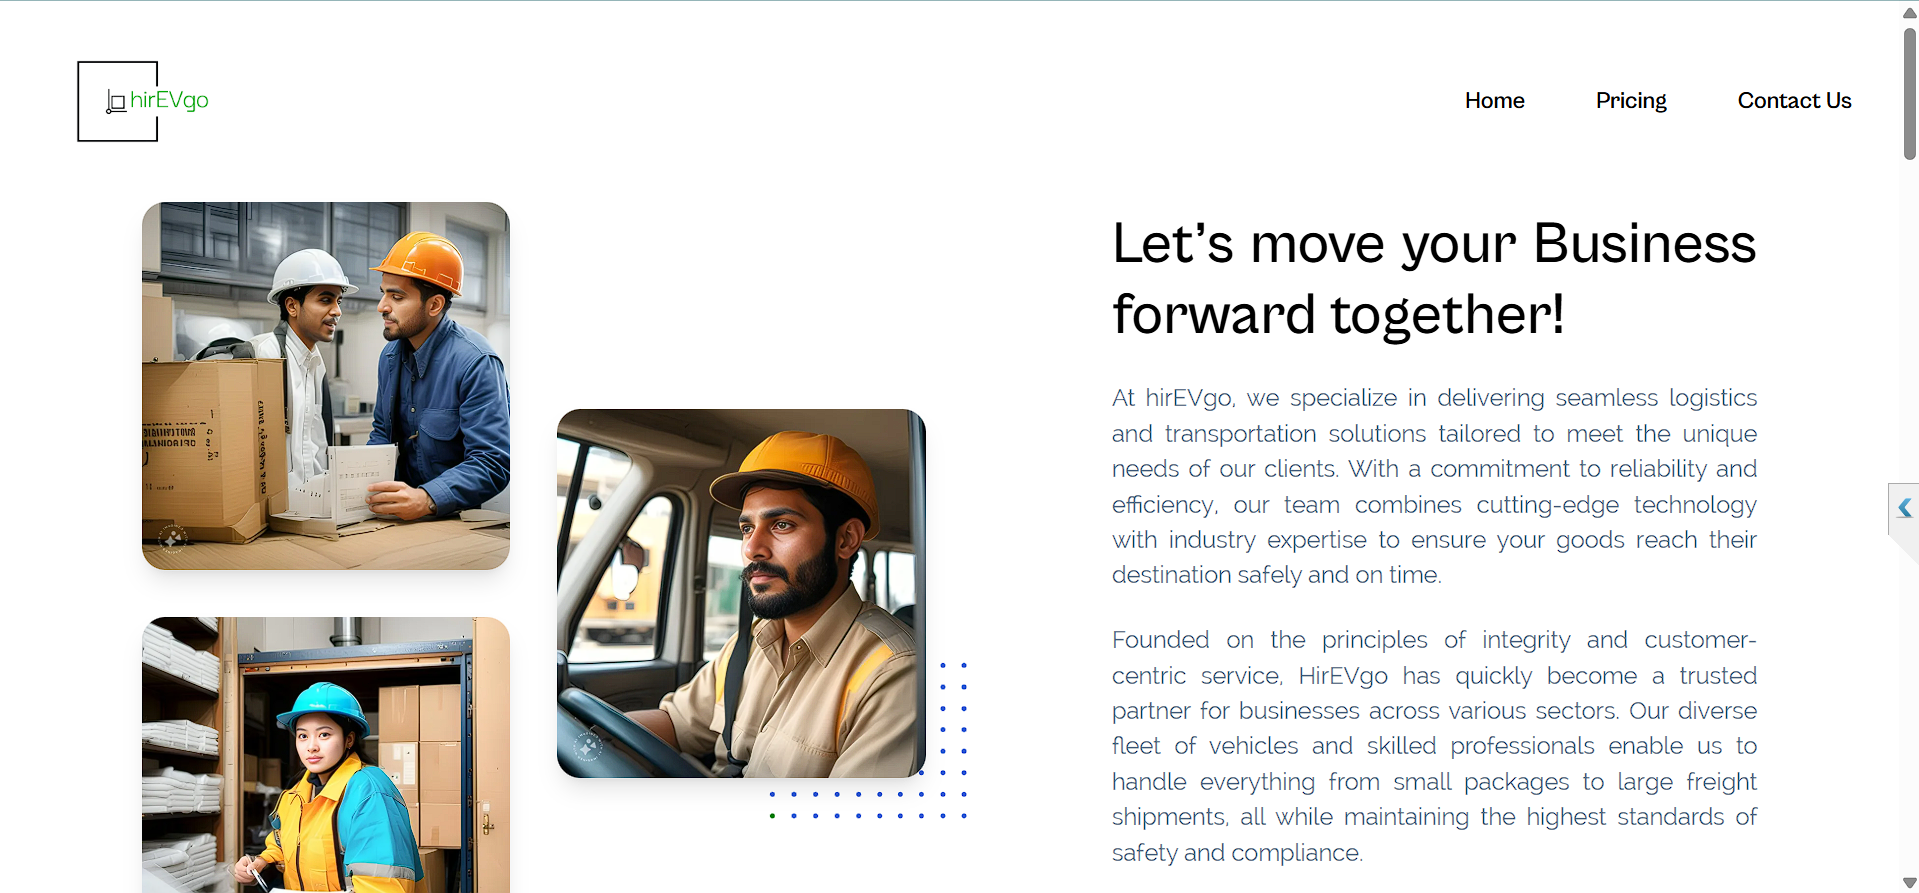 hirEVgo
Home
Pricing
Contact Us
Let's move your Business
forward together!
At hirEVgo, we specialize in delivering seamless logistics
and transportation solutions tailored to meet the unique
needs of our clients. With a commitment to reliability and
efficiency, our team combines cutting-edge technology
with industry expertise to ensure your goods reach their
destination safely and on time.
Founded on the principles of integrity and customer-
centric service, HirEVgo has quickly become a trusted
partner for businesses across various sectors. Our diverse
fleet of vehicles and skilled professionals enable us to
handle everything from small packages to large freight
shipments, all while maintaining the highest standards of
safety and compliance.